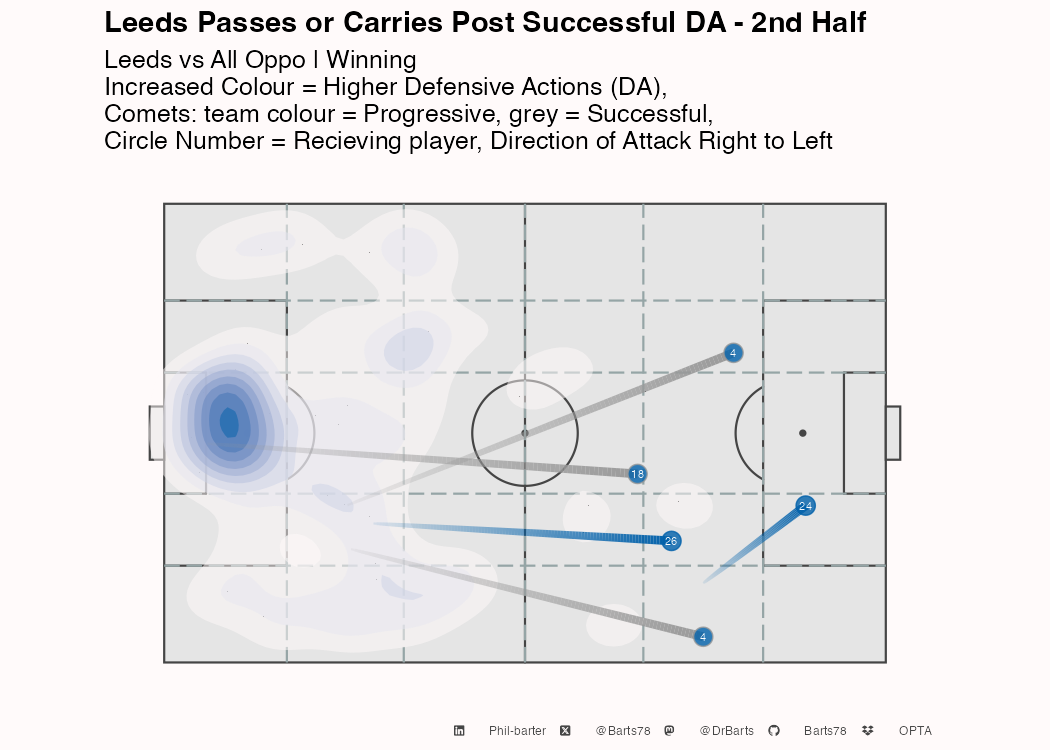 Leeds Passes or Carries Post Successful DA - 2nd Half
Leeds vs All Oppo | Winning
Increased Colour = Higher Defensive Actions (DA),
Comets: team colour = Progressive, grey = Successful,
Circle Number = Recieving player, Direction of Attack Right to Left
4
18
24
26
4
Phil-barter @Barts78 @DrBarts Barts78 OPTA